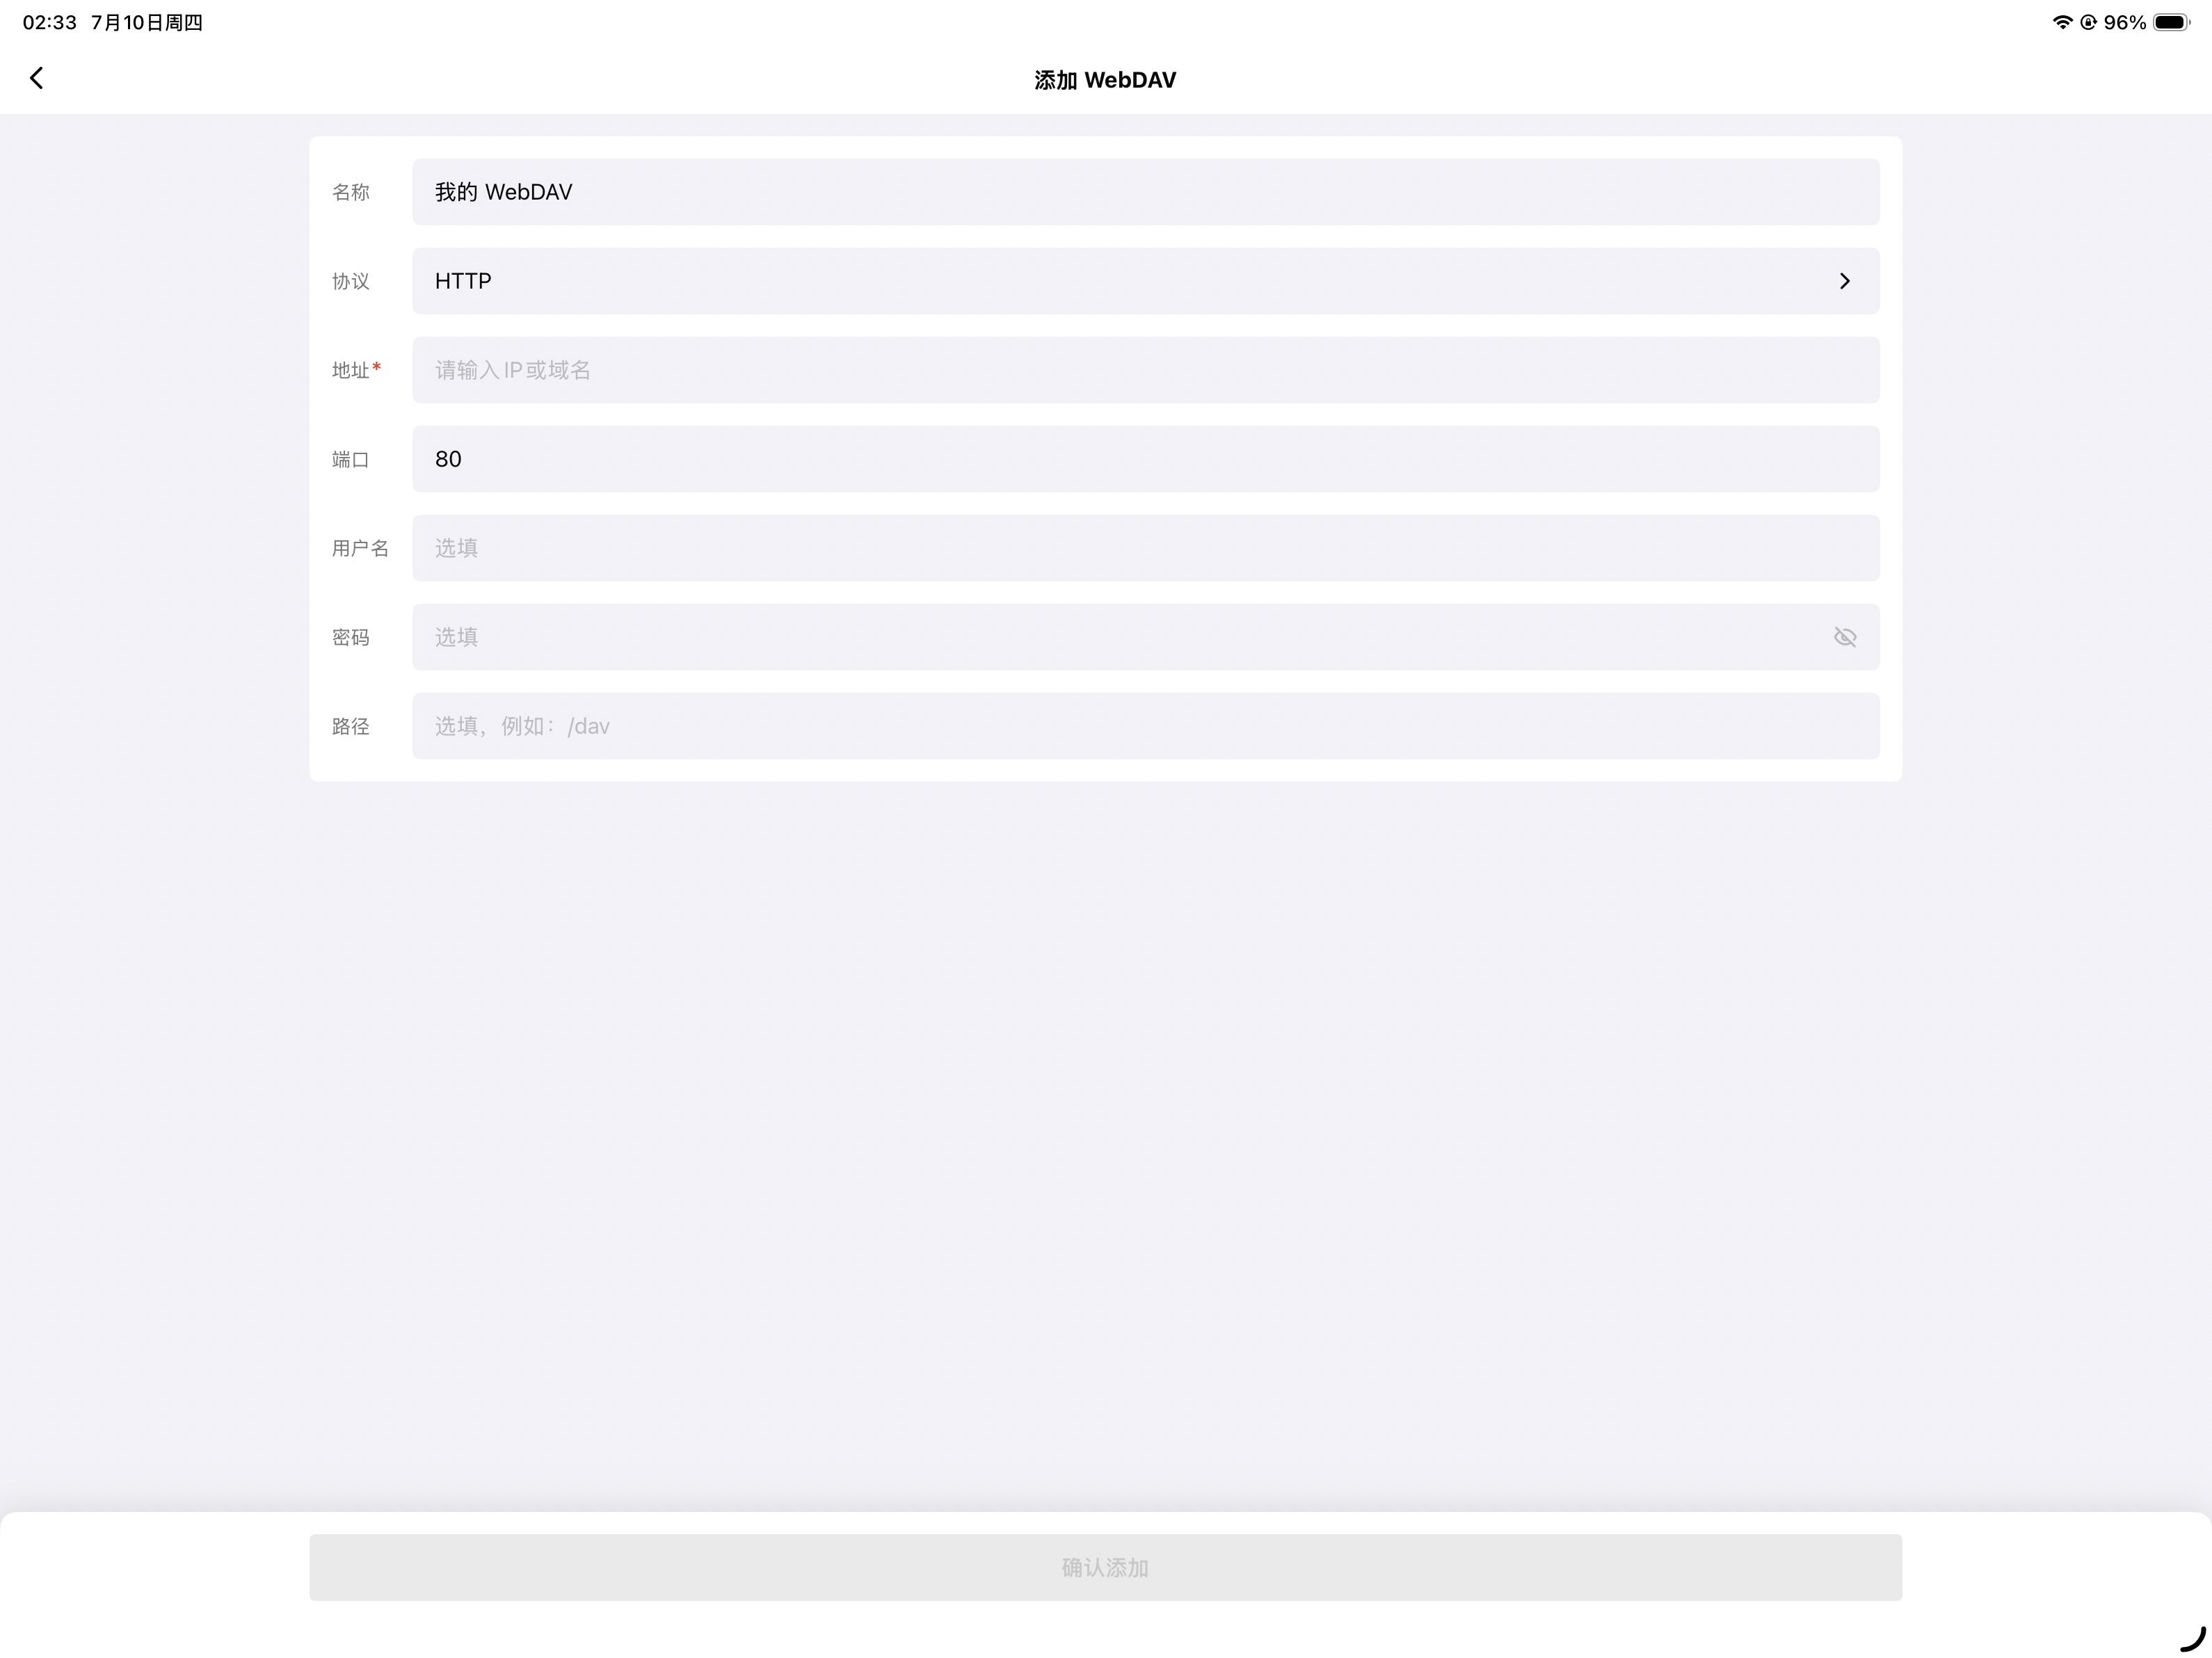 02:33 7月10日周四 96%
添加 WebDAV
名称 我的 WebDAV
协议 HTTP
地址* 请输入 IP 或域名
端口 80
用户名 选填
密码 选填
路径 选填，例如：/dav
确认添加